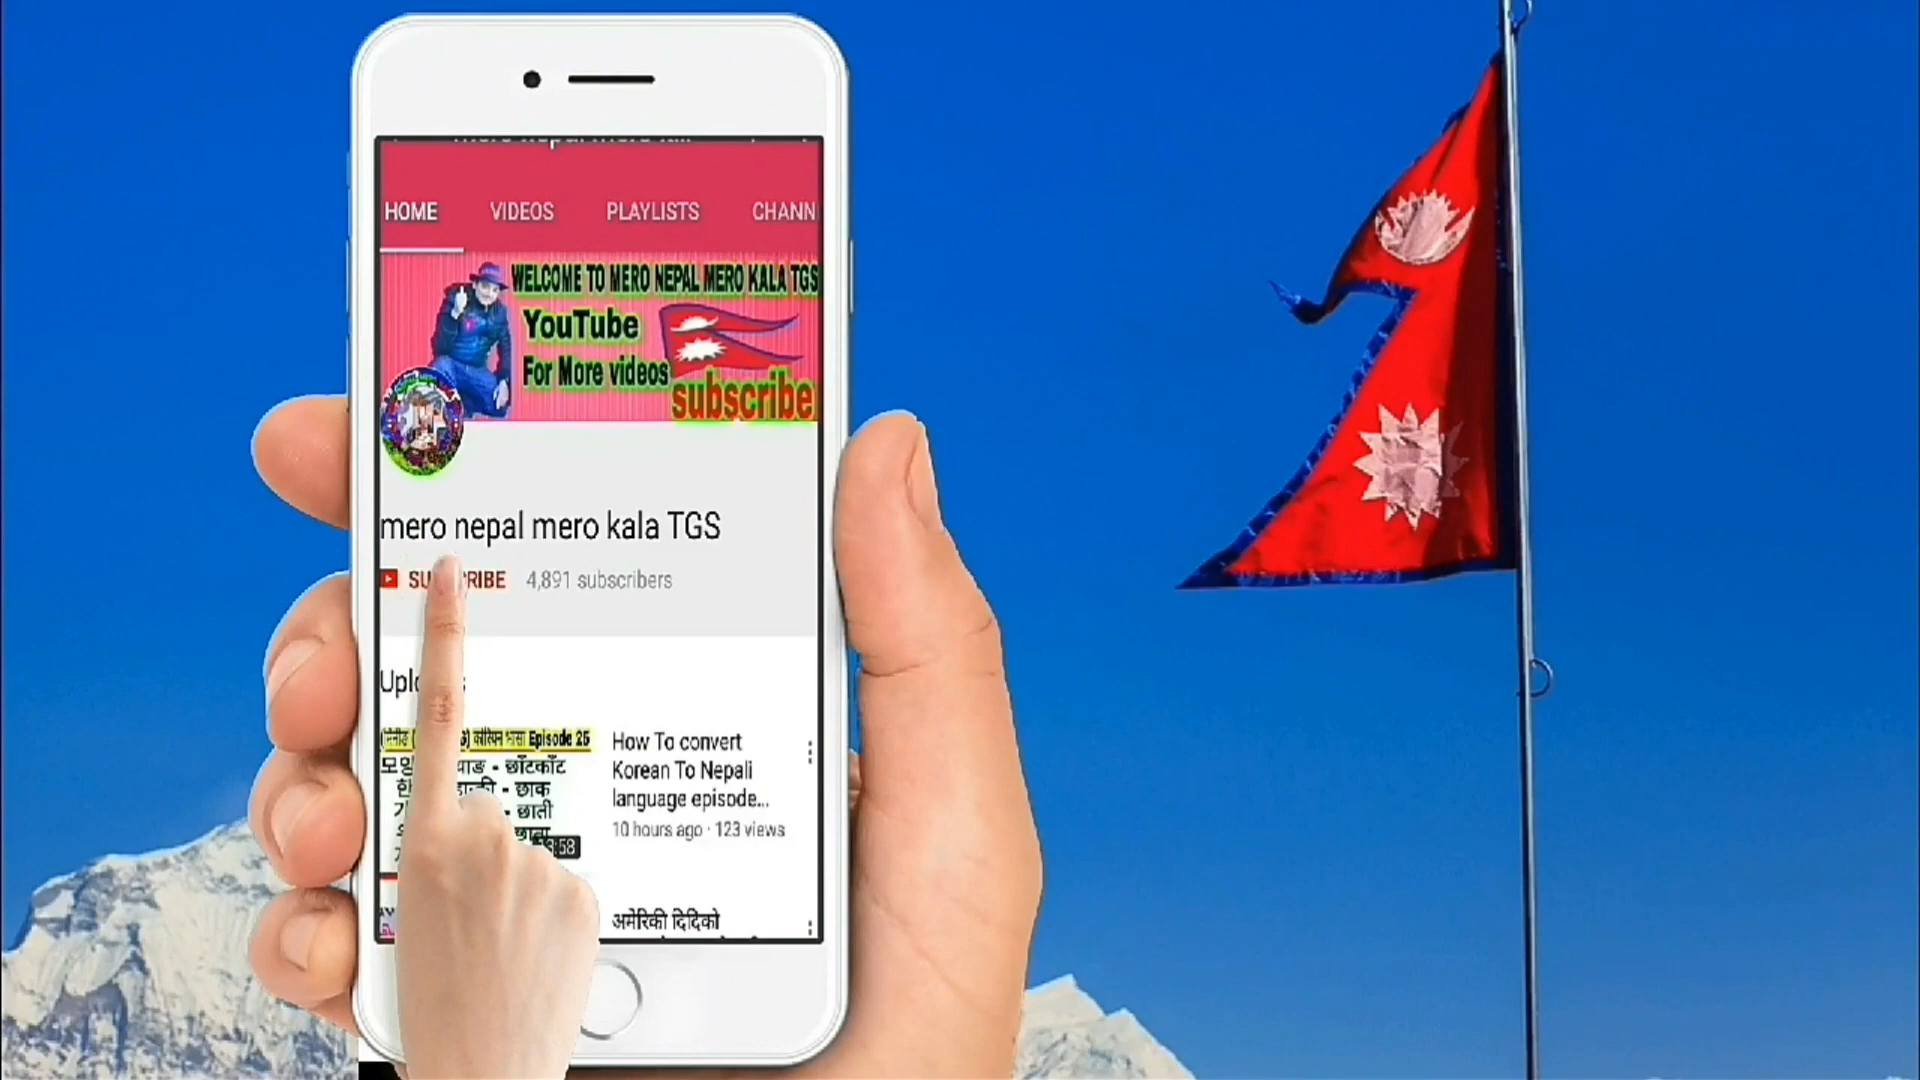 HOME VIDEOS PLAYLISTS CHANN
WELCOME TO MERO NEPAL MERO KALA TGS
YouTube
For More videos
subscribe
mero nepal mero kala TGS
4,891 subscribers
Episode 25
छाँटकाँट
- छाक
- छाती
छाता
3:58
How To convert
Korean To Nepali
language episode...
10 hours ago · 123 views
अमेरिकी दिदिको